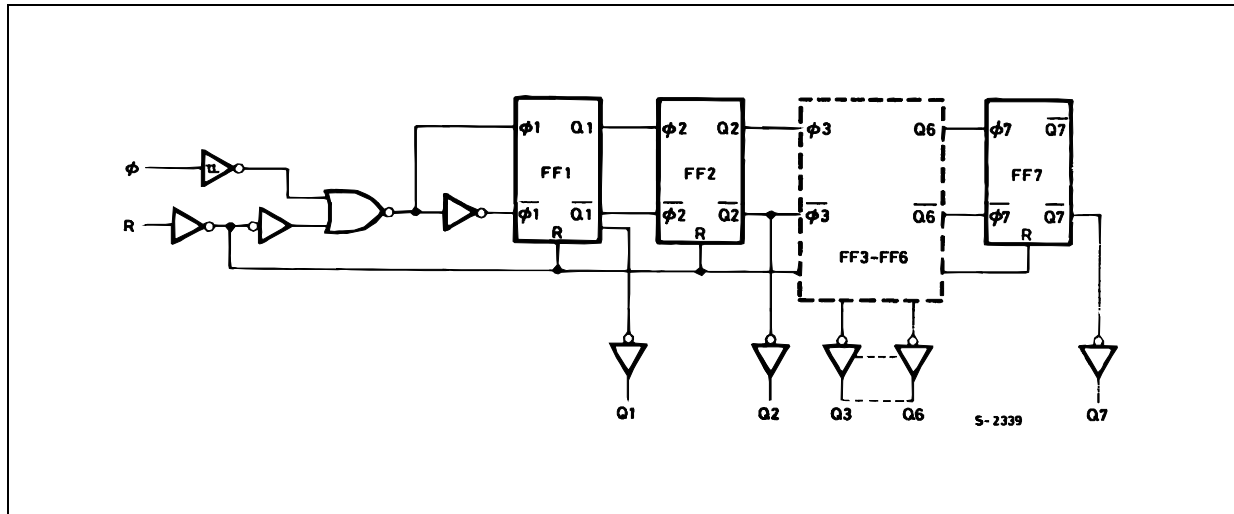 φ1 Q1 φ2 Q2 φ3 Q6 φ7 Q̅7̅
φ
FF1 FF2 FF7
R φ̅1̅ Q̅1̅ φ̅2̅ Q̅2̅ φ̅3̅ Q̅6̅ φ̅7̅ Q̅7̅
R R R
FF3~FF6
Q1 Q2 Q3 Q6 Q7
S-2339